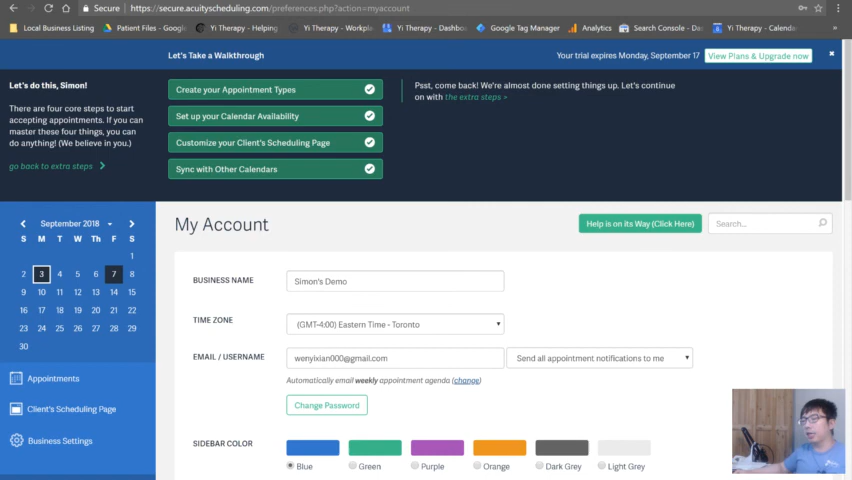 Secure https://secure.acuityscheduling.com/preferences.php?action=myaccount
Local Business Listing Patient Files - Google Yi Therapy - Helping Yi Therapy - Dashbo Google Tag Manager Analytics Search Console - Das Yi Therapy - Calenda »
Let's Take a Walkthrough
Your trial expires Monday, September 17 View Plans & Upgrade now
Let's do this, Simon!
There are four core steps to start
accepting appointments. If you can
master these four things, you can
do anything! (We believe in you.)
go back to extra steps
Create your Appointment Types
Set up your Calendar Availability
Customize your Client's Scheduling Page
Sync with Other Calendars
Psst, come back! We're almost done setting things up. Let's continue
on with the extra steps »
September 2018
S M T W Th F S
1
2 3 4 5 6 7 8
9 10 11 12 13 14 15
16 17 18 19 20 21 22
23 24 25 26 27 28 29
30
Appointments
Client's Scheduling Page
Business Settings
My Account
Help is on its Way (Click Here)
Search...
BUSINESS NAME
Simon's Demo
TIME ZONE
(GMT-4:00) Eastern Time - Toronto
EMAIL / USERNAME
wenyixian000@gmail.com
Send all appointment notifications to me
Automatically email weekly appointment agenda (change)
Change Password
SIDEBAR COLOR
Blue Green Purple Orange Dark Grey Light Grey